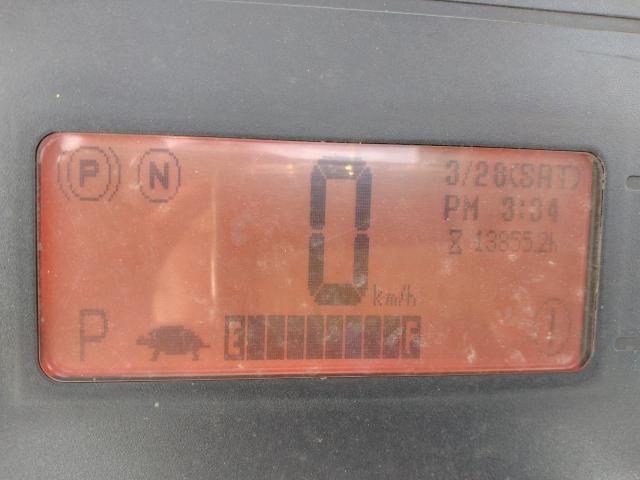 P N
0 km/h
3/28(SAT)
PM 3:34
13855.2h
P
E F